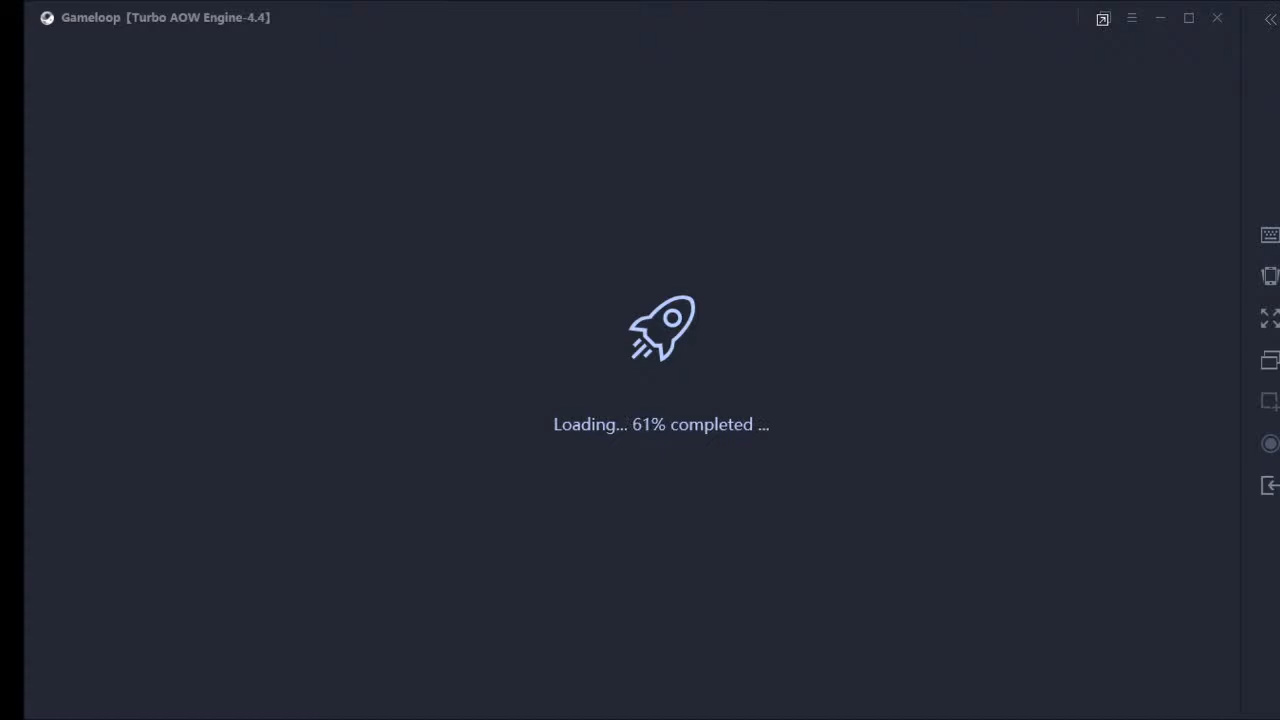 Gameloop【Turbo AOW Engine-4.4】
Loading... 61% completed ...